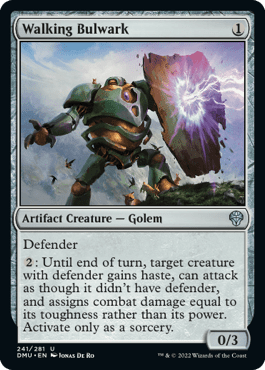 Walking Bulwark 1
Artifact Creature — Golem
Defender
2: Until end of turn, target creature
with defender gains haste, can attack
as though it didn't have defender,
and assigns combat damage equal to
its toughness rather than its power.
Activate only as a sorcery.
0/3
241/281 U
DMU • EN Jonas De Ro
™ & © 2022 Wizards of the Coast